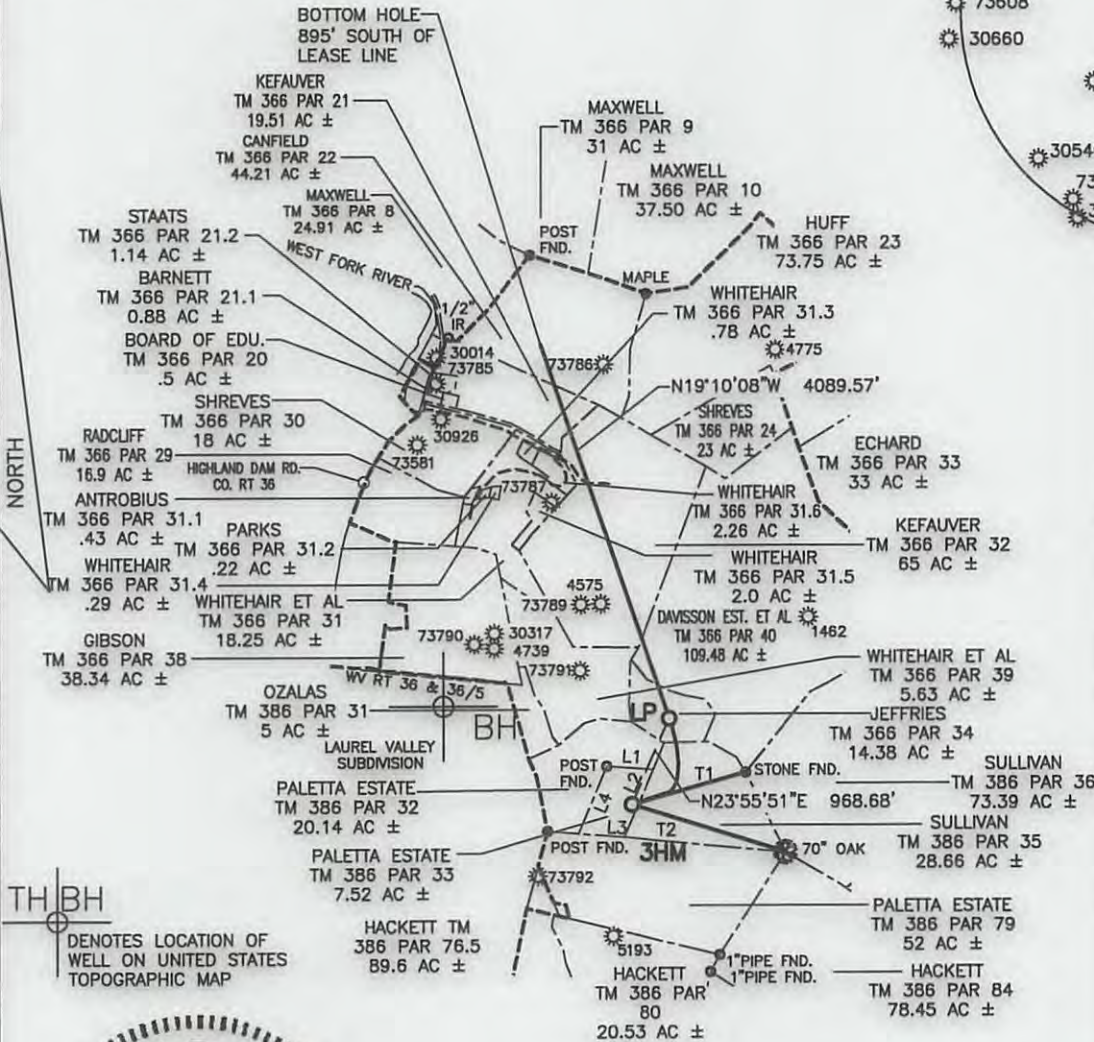 BOTTOM HOLE
895' SOUTH OF
LEASE LINE
KEFAUVER
TM 366 PAR 21
19.51 AC ±
CANFIELD
TM 366 PAR 22
44.21 AC ±
MAXWELL
TM 366 PAR 8
24.91 AC ±
STAATS
TM 366 PAR 21.2
1.14 AC ±
WEST FORK RIVER
BARNETT
TM 366 PAR 21.1
0.88 AC ±
BOARD OF EDU.
TM 366 PAR 20
.5 AC ±
SHREVES
TM 366 PAR 30
18 AC ±
RADCLIFF
TM 366 PAR 29
16.9 AC ±
HIGHLAND DAM RD.
CO. RT 36
ANTROBIUS
TM 366 PAR 31.1
.43 AC ±
PARKS
TM 366 PAR 31.2
.22 AC ±
WHITEHAIR
TM 366 PAR 31.4
.29 AC ±
WHITEHAIR ET AL
TM 366 PAR 31
18.25 AC ±
GIBSON
TM 366 PAR 38
38.34 AC ±
NORTH
WV RT 36 & 36/5
OZALAS
TM 386 PAR 31
5 AC ±
BH
LAUREL VALLEY
SUBDIVISION
PALETTA ESTATE
TM 386 PAR 32
20.14 AC ±
PALETTA ESTATE
TM 386 PAR 33
7.52 AC ±
HACKETT TM
386 PAR 76.5
89.6 AC ±
TH BH
DENOTES LOCATION OF
WELL ON UNITED STATES
TOPOGRAPHIC MAP
MAXWELL
TM 366 PAR 9
31 AC ±
MAXWELL
TM 366 PAR 10
37.50 AC ±
POST
FND.
MAPLE
HUFF
TM 366 PAR 23
73.75 AC ±
WHITEHAIR
TM 366 PAR 31.3
.78 AC ±
1/2"
IR
30014
73785
30926
73581
73786
4775
N19°10'08"W 4089.57'
SHREVES
TM 366 PAR 24
23 AC ±
ECHARD
TM 366 PAR 33
33 AC ±
73787
WHITEHAIR
TM 366 PAR 31.6
2.26 AC ±
KEFAUVER
TM 366 PAR 32
65 AC ±
WHITEHAIR
TM 366 PAR 31.5
2.0 AC ±
4575
73789
DAVISSON EST. ET AL
TM 366 PAR 40
109.48 AC ±
1462
73790
30317
4739
73791
WHITEHAIR ET AL
TM 366 PAR 39
5.63 AC ±
LP
JEFFRIES
TM 366 PAR 34
14.38 AC ±
POST
FND.
L1
L2
L4
L3
T1
T2
STONE FND.
N23°55'51"E 968.68'
SULLIVAN
TM 386 PAR 36
73.39 AC ±
SULLIVAN
TM 386 PAR 35
28.66 AC ±
POST FND.
3HM
70" OAK
73792
PALETTA ESTATE
TM 386 PAR 79
52 AC ±
5193
1"PIPE FND.
1"PIPE FND.
HACKETT
TM 386 PAR
80
20.53 AC ±
HACKETT
TM 386 PAR 84
78.45 AC ±
73608
30660
3054
73